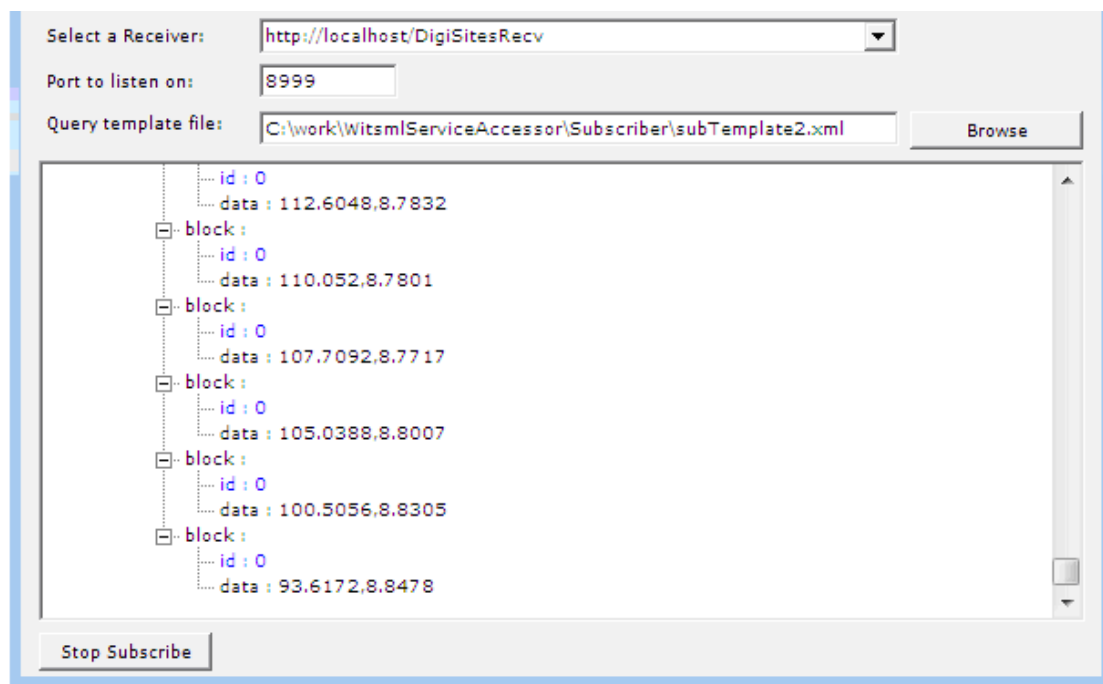 Select a Receiver: http://localhost/DigiSitesRecv
Port to listen on: 8999
Query template file: C:\work\WitsmlServiceAccessor\Subscriber\subTemplate2.xml Browse
id : 0
data : 112.6048,8.7832
block :
id : 0
data : 110.052,8.7801
block :
id : 0
data : 107.7092,8.7717
block :
id : 0
data : 105.0388,8.8007
block :
id : 0
data : 100.5056,8.8305
block :
id : 0
data : 93.6172,8.8478
Stop Subscribe